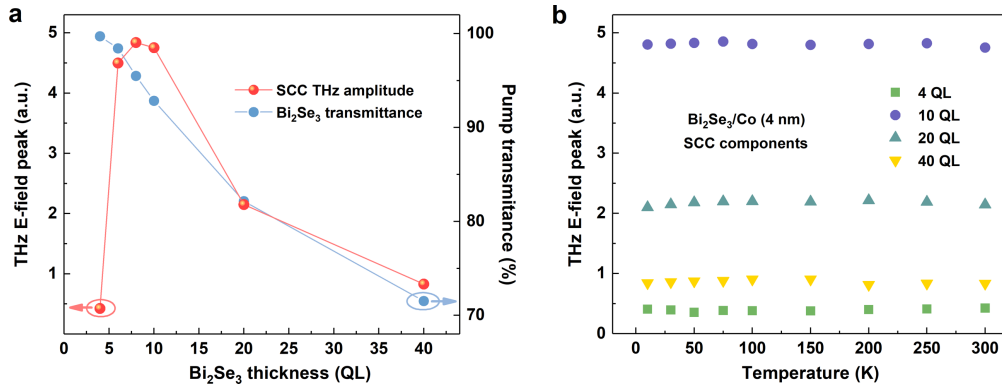 a
THz E-field peak (a.u.)
5
4
3
2
1
0
5
10
15
20
25
30
35
40
Bi₂Se₃ thickness (QL)
100
90
80
70
Pump transmitance
(%)
SCC THz amplitude
Bi₂Se₃ transmittance
b
THz E-field peak (a.u.)
5
4
3
2
1
0
0
50
100
150
200
250
300
Temperature (K)
Bi₂Se₃/Co (4 nm)
SCC components
4 QL
10 QL
20 QL
40 QL